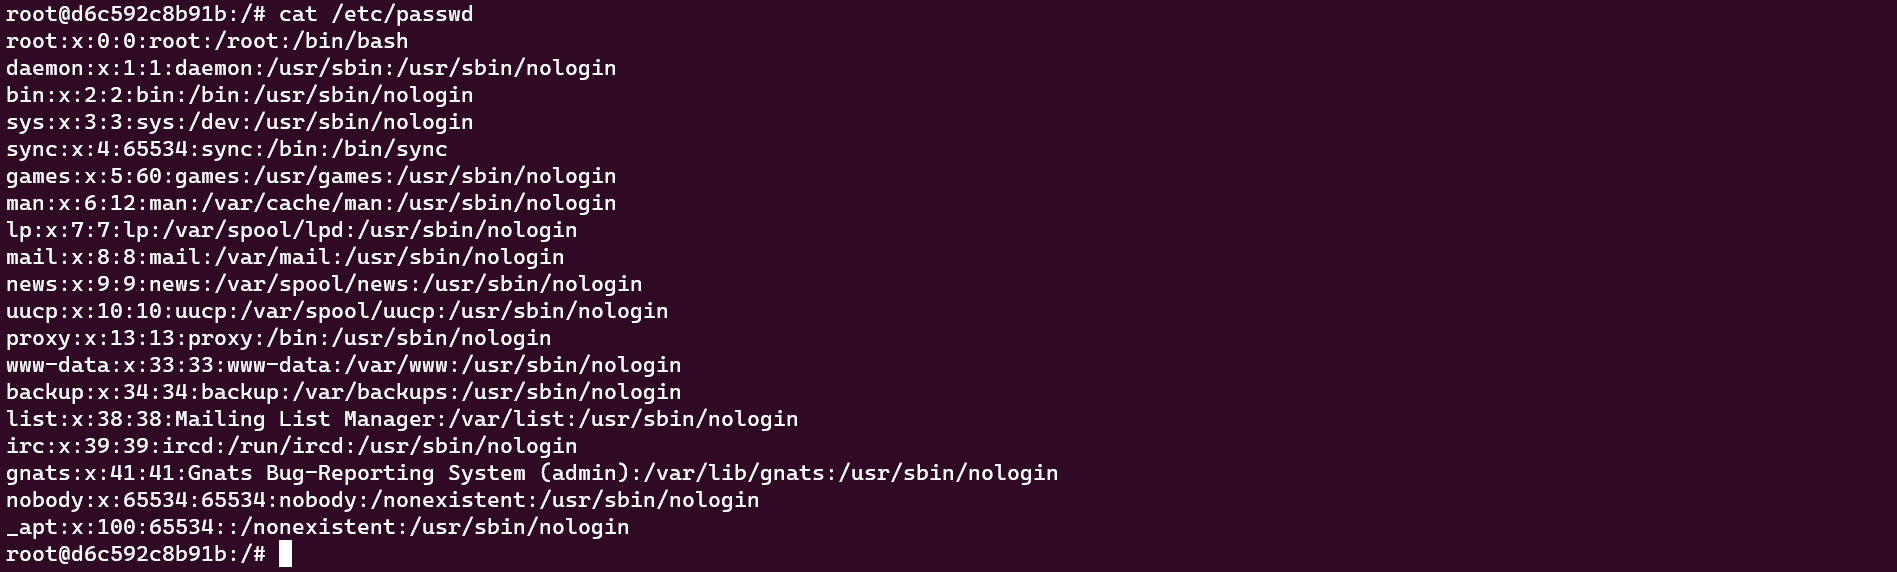 root@d6c592c8b91b:/# cat /etc/passwd
root:x:0:0:root:/root:/bin/bash
daemon:x:1:1:daemon:/usr/sbin:/usr/sbin/nologin
bin:x:2:2:bin:/bin:/usr/sbin/nologin
sys:x:3:3:sys:/dev:/usr/sbin/nologin
sync:x:4:65534:sync:/bin:/bin/sync
games:x:5:60:games:/usr/games:/usr/sbin/nologin
man:x:6:12:man:/var/cache/man:/usr/sbin/nologin
lp:x:7:7:lp:/var/spool/lpd:/usr/sbin/nologin
mail:x:8:8:mail:/var/mail:/usr/sbin/nologin
news:x:9:9:news:/var/spool/news:/usr/sbin/nologin
uucp:x:10:10:uucp:/var/spool/uucp:/usr/sbin/nologin
proxy:x:13:13:proxy:/bin:/usr/sbin/nologin
www-data:x:33:33:www-data:/var/www:/usr/sbin/nologin
backup:x:34:34:backup:/var/backups:/usr/sbin/nologin
list:x:38:38:Mailing List Manager:/var/list:/usr/sbin/nologin
irc:x:39:39:ircd:/run/ircd:/usr/sbin/nologin
gnats:x:41:41:Gnats Bug-Reporting System (admin):/var/lib/gnats:/usr/sbin/nologin
nobody:x:65534:65534:nobody:/nonexistent:/usr/sbin/nologin
_apt:x:100:65534::/nonexistent:/usr/sbin/nologin
root@d6c592c8b91b:/#